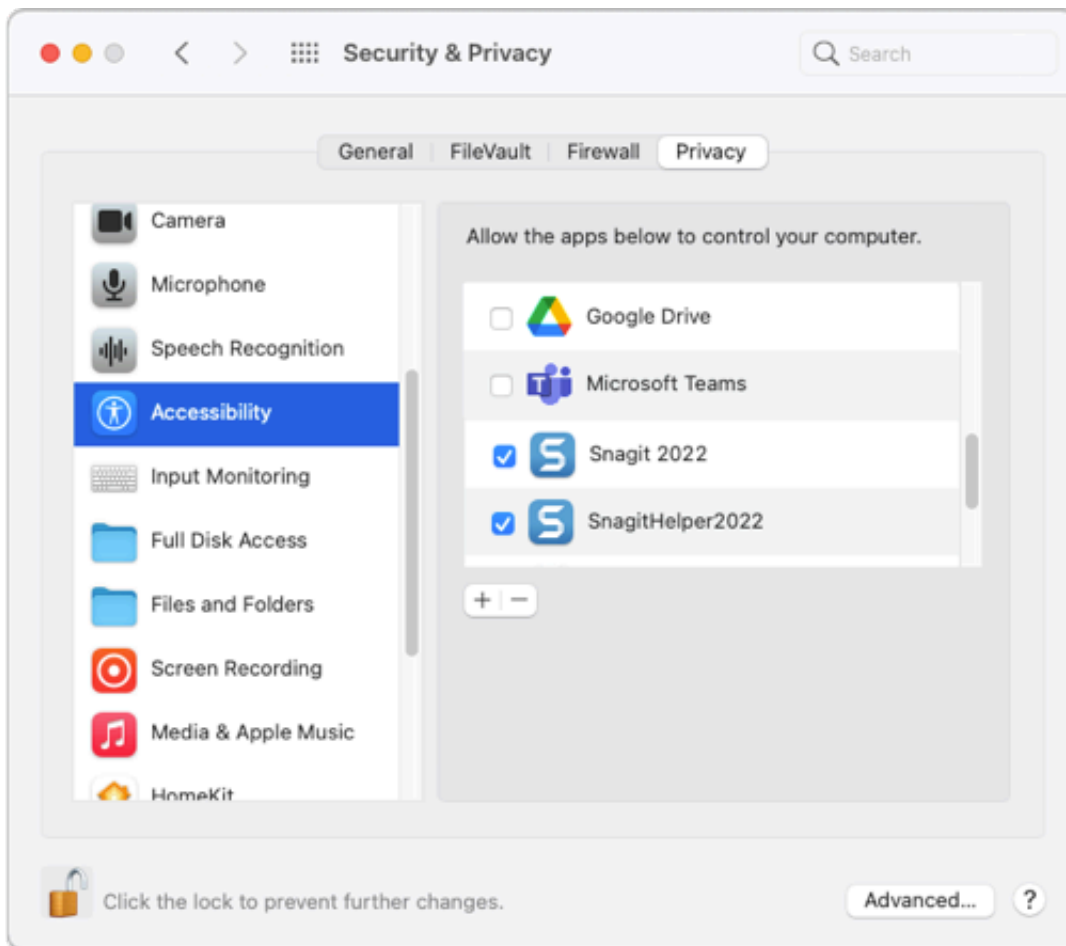 Security & Privacy
Search
General
FileVault
Firewall
Privacy
Camera
Microphone
Speech Recognition
Accessibility
Input Monitoring
Full Disk Access
Files and Folders
Screen Recording
Media & Apple Music
HomeKit
Allow the apps below to control your computer.
Google Drive
Microsoft Teams
Snagit 2022
SnagitHelper2022
+ −
Click the lock to prevent further changes.
Advanced...
?